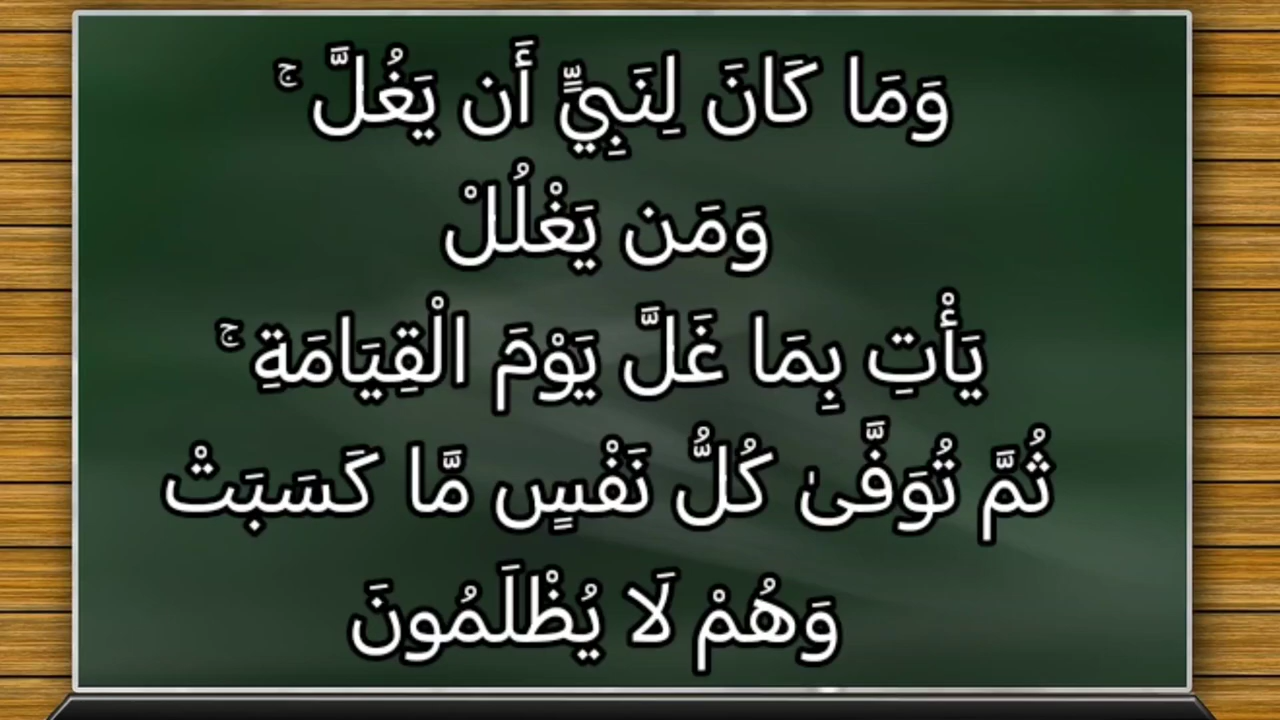 وَمَا كَانَ لِنَبِيٍّ أَن يَغُلَّ ۚ
وَمَن يَغْلُلْ
يَأْتِ بِمَا غَلَّ يَوْمَ الْقِيَامَةِ ۚ
ثُمَّ تُوَفَّىٰ كُلُّ نَفْسٍ مَّا كَسَبَتْ
وَهُمْ لَا يُظْلَمُونَ